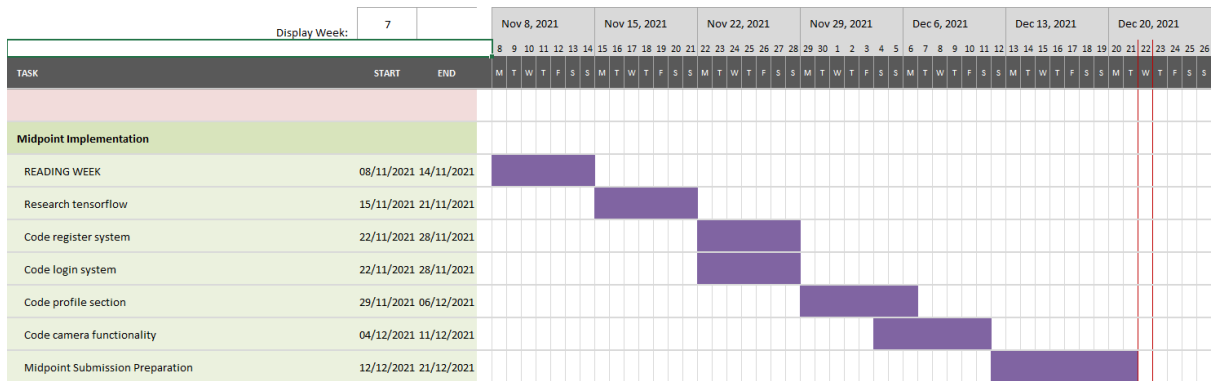 Display Week: 7
Nov 8, 2021 Nov 15, 2021 Nov 22, 2021 Nov 29, 2021 Dec 6, 2021 Dec 13, 2021 Dec 20, 2021
8 9 10 11 12 13 14 15 16 17 18 19 20 21 22 23 24 25 26 27 28 29 30 1 2 3 4 5 6 7 8 9 10 11 12 13 14 15 16 17 18 19 20 21 22 23 24 25 26
TASK START END M T W T F S S M T W T F S S M T W T F S S M T W T F S S M T W T F S S M T W T F S S M T W T F S S
Midpoint Implementation
READING WEEK 08/11/2021 14/11/2021
Research tensorflow 15/11/2021 21/11/2021
Code register system 22/11/2021 28/11/2021
Code login system 22/11/2021 28/11/2021
Code profile section 29/11/2021 06/12/2021
Code camera functionality 04/12/2021 11/12/2021
Midpoint Submission Preparation 12/12/2021 21/12/2021